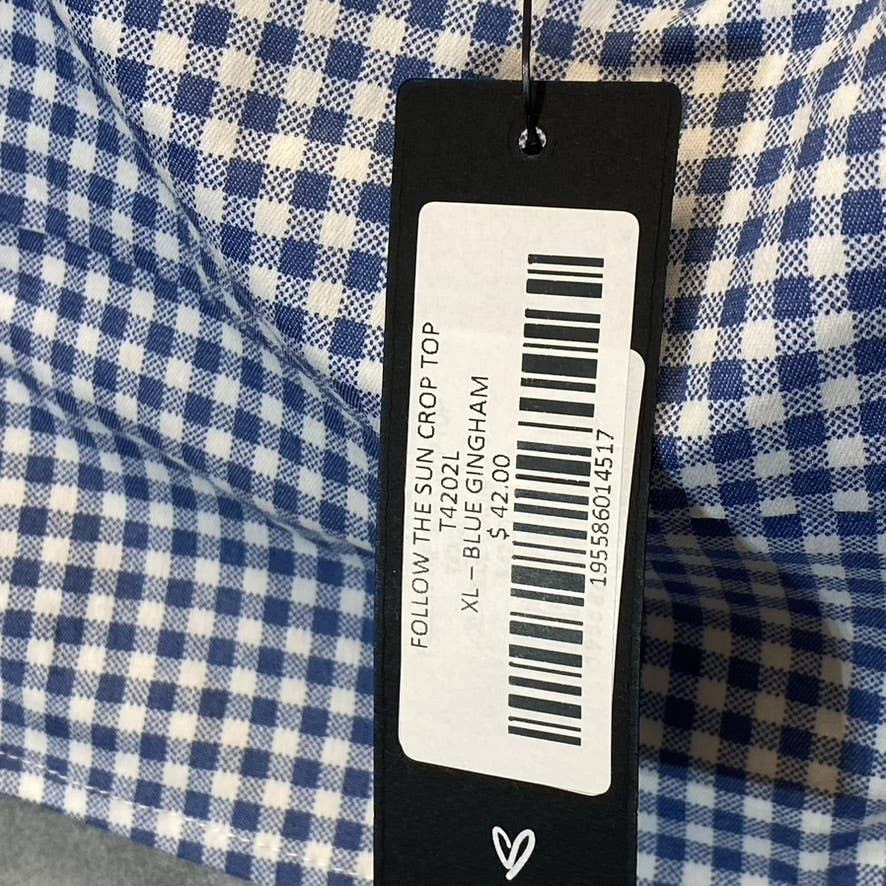 FOLLOW THE SUN CROP TOP
T4202L
XL – BLUE GINGHAM
$ 42.00
195586014517